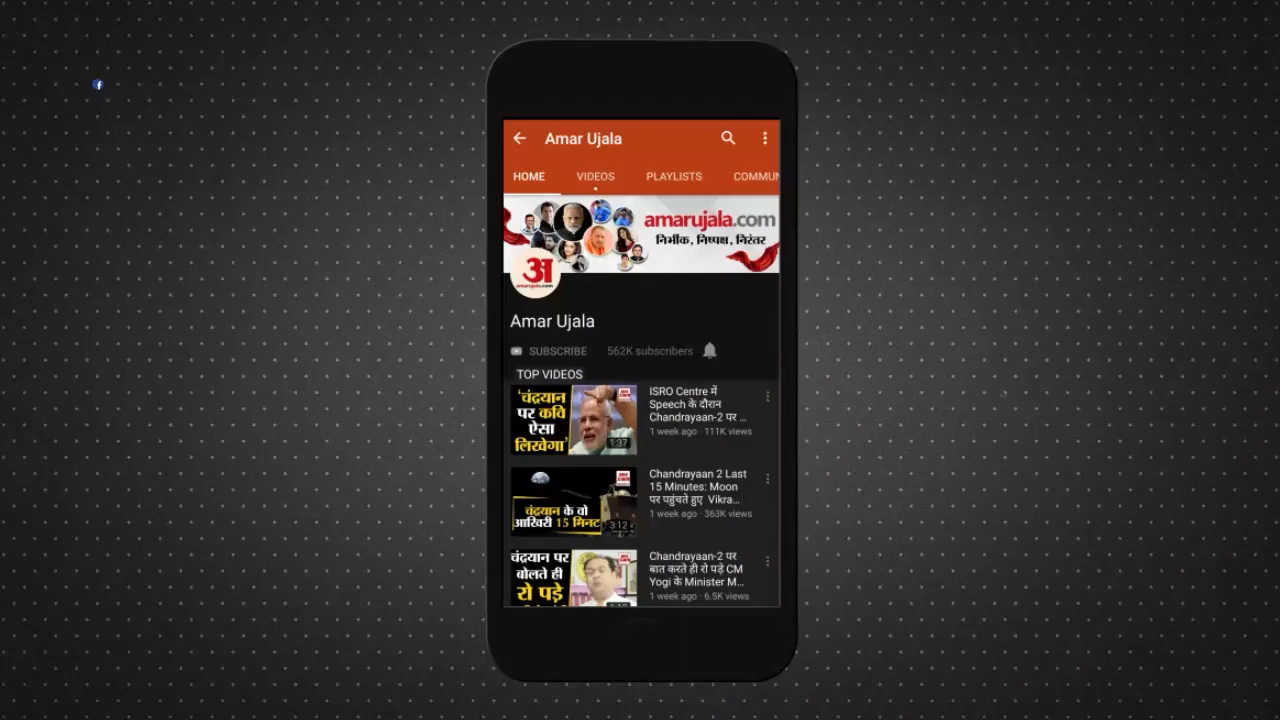 Amar Ujala
HOME
VIDEOS
PLAYLISTS
COMMUN
amarujala.com
निर्भीक, निष्पक्ष, निरंतर
अ
amarujala.com
Amar Ujala
SUBSCRIBE
562K subscribers
TOP VIDEOS
'चंद्रयान
पर कवि
ऐसा
लिखेगा'
1:37
ISRO Centre में
Speech के दौरान
Chandrayaan-2 पर ...
1 week ago · 111K views
चंद्रयान के वो
आखिरी 15 मिनट
3:12
Chandrayaan 2 Last
15 Minutes: Moon
पर पहुंचते हुए Vikra...
1 week ago · 363K views
चंद्रयान पर
बोलते ही
रो पड़े
Chandrayaan-2 पर
बात करते ही रो पड़े CM
Yogi के Minister M...
1 week ago · 6.5K views